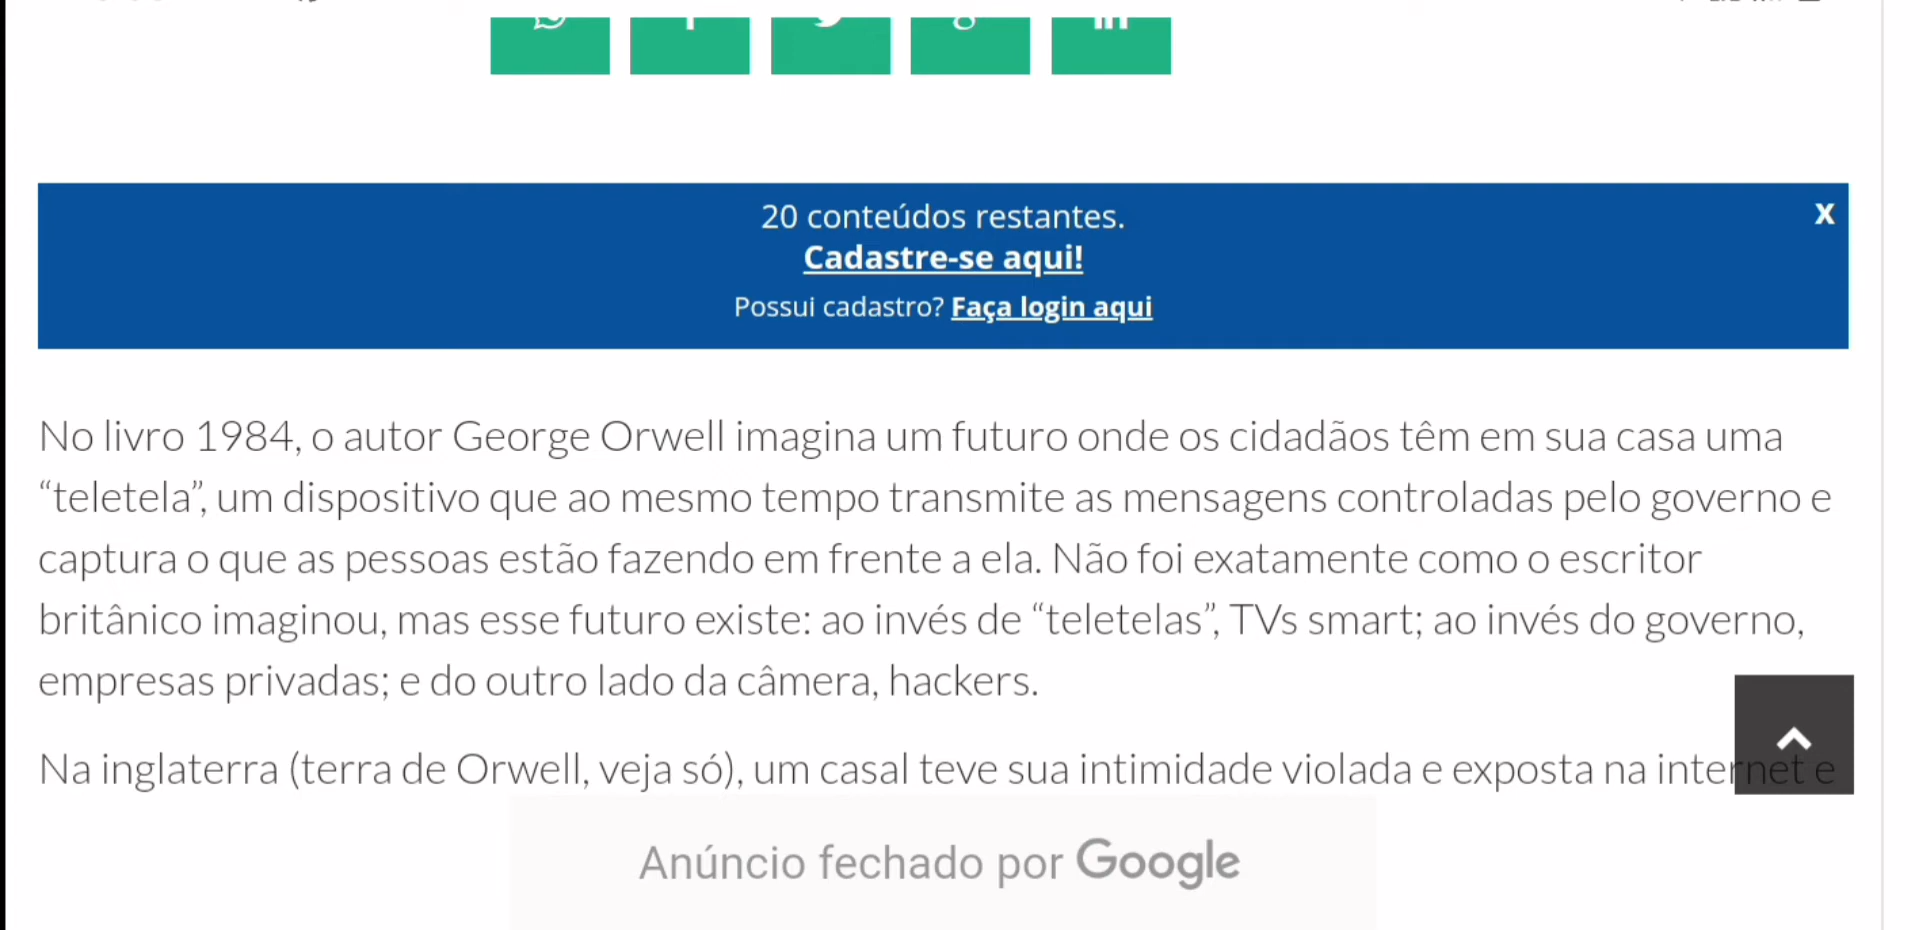 20 conteúdos restantes.
X
Cadastre-se aqui!
Possui cadastro? Faça login aqui
No livro 1984, o autor George Orwell imagina um futuro onde os cidadãos têm em sua casa uma
“teletela”, um dispositivo que ao mesmo tempo transmite as mensagens controladas pelo governo e
captura o que as pessoas estão fazendo em frente a ela. Não foi exatamente como o escritor
britânico imaginou, mas esse futuro existe: ao invés de “teletelas”, TVs smart; ao invés do governo,
empresas privadas; e do outro lado da câmera, hackers.
Na inglaterra (terra de Orwell, veja só), um casal teve sua intimidade violada e exposta na internet e
Anúncio fechado por Google